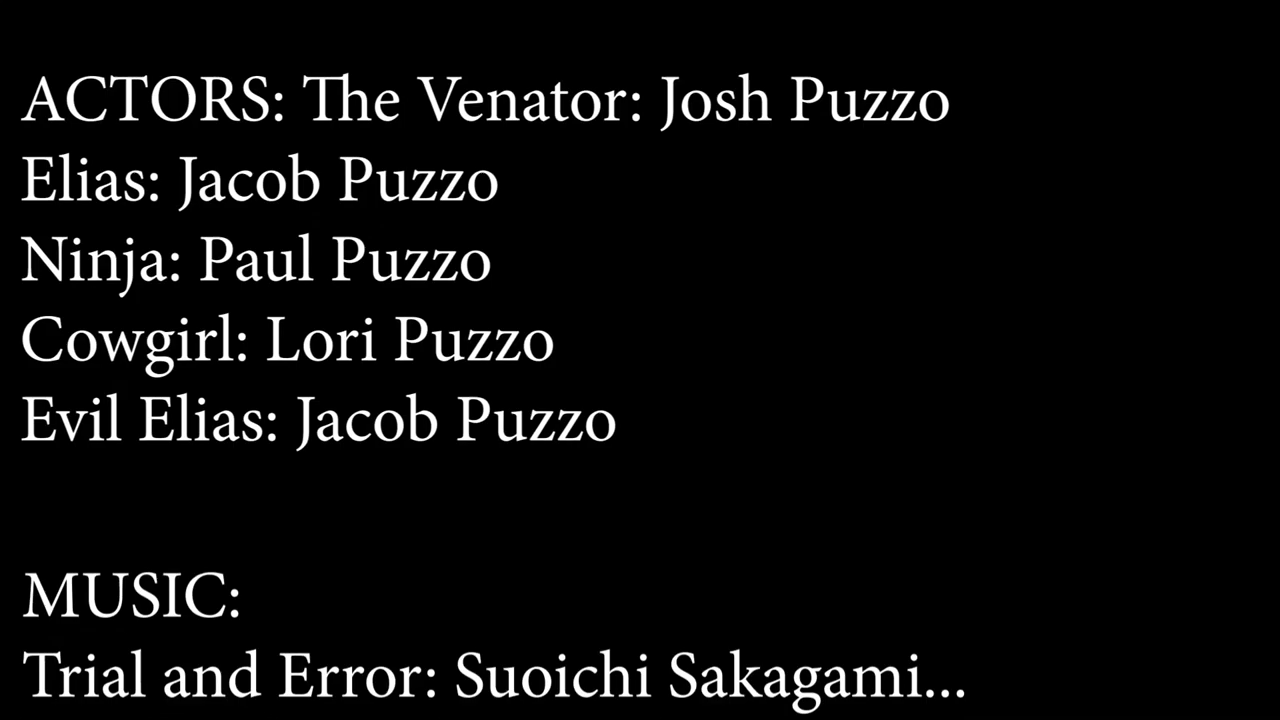 ACTORS: The Venator: Josh Puzzo
Elias: Jacob Puzzo
Ninja: Paul Puzzo
Cowgirl: Lori Puzzo
Evil Elias: Jacob Puzzo
MUSIC:
Trial and Error: Suoichi Sakagami...